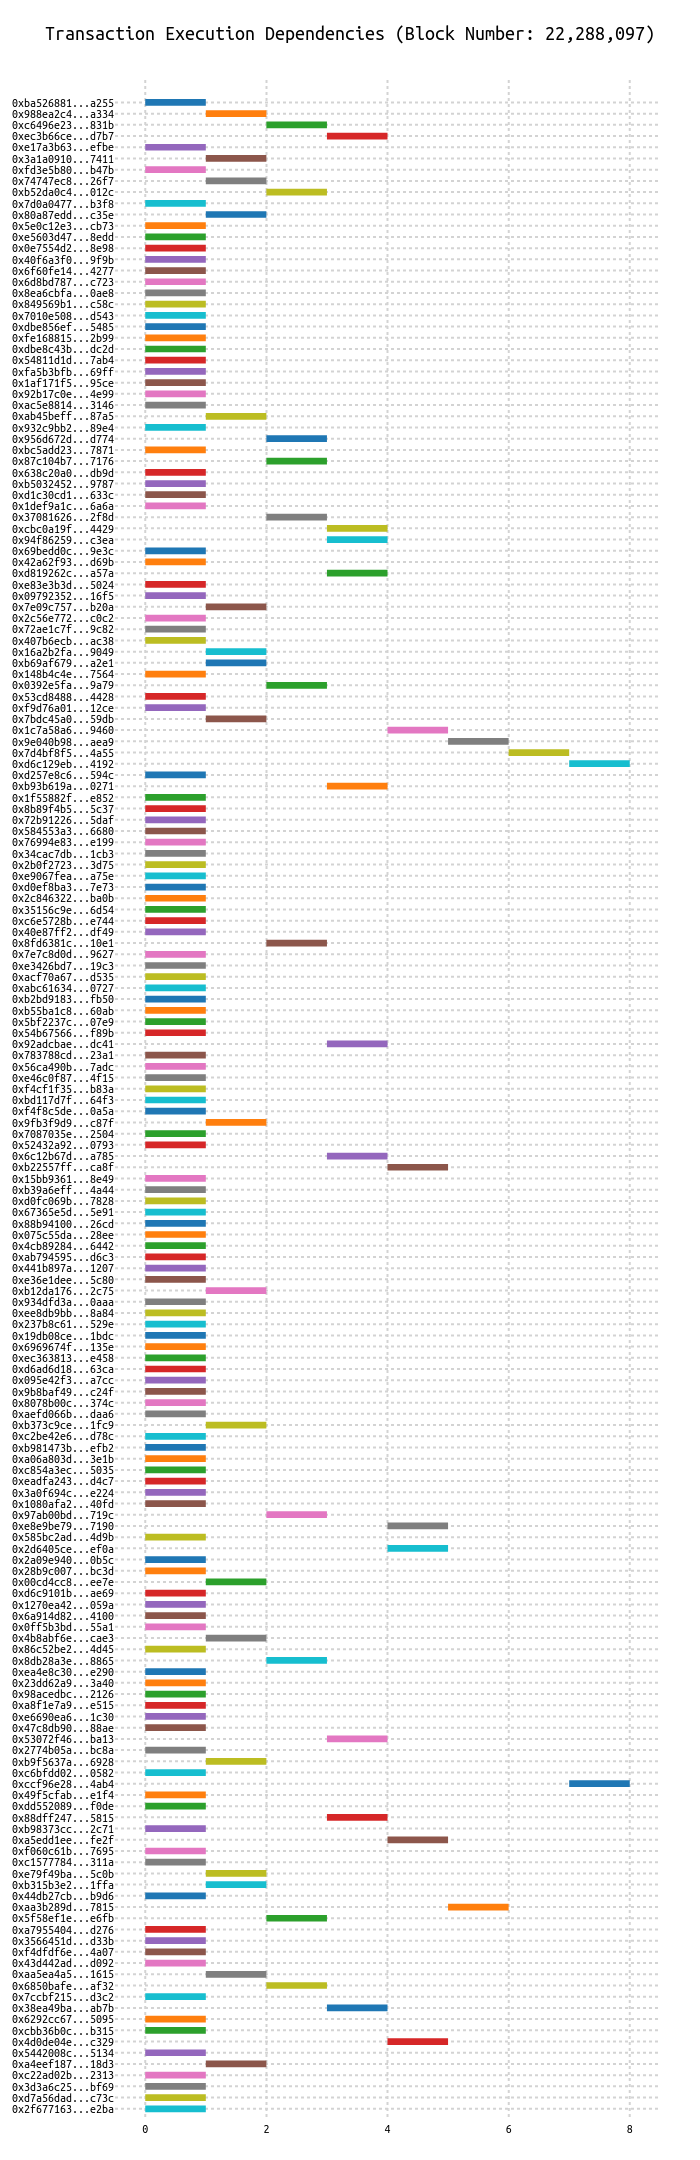 Transaction Execution Dependencies (Block Number: 22,288,097)
0xba526881...a255
0x988ea2c4...a334
0xc6496e23...831b
0xec3b66ce...d7b7
0xe17a3b63...efbe
0x3a1a0910...7411
0xfd3e5b80...b47b
0x74747ec8...26f7
0xb52da0c4...012c
0x7d0a0477...b3f8
0x80a87edd...c35e
0x5e0c12e3...cb73
0xe5603d47...8edd
0x0e7554d2...8e98
0x40f6a3f0...9f9b
0x6f60fe14...4277
0x6d8bd787...c723
0x8ea6cbfa...0ae8
0x849569b1...c58c
0x7010e508...d543
0xdbe856ef...5485
0xfe168815...2b99
0xdbe8c43b...dc2d
0x54811d1d...7ab4
0xfa5b3bfb...69ff
0x1af171f5...95ce
0x92b17c0e...4e99
0xac5e8814...3146
0xab45beff...87a5
0x932c9bb2...89e4
0x956d672d...d774
0xbc5add23...7871
0x87c104b7...7176
0x638c20a0...db9d
0xb5032452...9787
0xd1c30cd1...633c
0x1def9a1c...6a6a
0x37081626...2f8d
0xcbc0a19f...4429
0x94f86259...c3ea
0x69bedd0c...9e3c
0x42a62f93...d69b
0xd819262c...a57a
0xe83e3b3d...5024
0x09792352...16f5
0x7e09c757...b20a
0x2c56e772...c0c2
0x72ae1c7f...9c82
0x407b6ecb...ac38
0x16a2b2fa...9049
0xb69af679...a2e1
0x148b4c4e...7564
0x0392e5fa...9a79
0x53cd8488...4428
0xf9d76a01...12ce
0x7bdc45a0...59db
0x1c7a58a6...9460
0x9e040b98...aea9
0x7d4bf8f5...4a55
0xd6c129eb...4192
0xd257e8c6...594c
0xb93b619a...0271
0x1f55882f...e852
0x8b89f4b5...5c37
0x72b91226...5daf
0x584553a3...6680
0x76994e83...e199
0x34cac7db...1cb3
0x2b0f2723...3d75
0xe9067fea...a75e
0xd0ef8ba3...7e73
0x2c846322...ba0b
0x35156c9e...6d54
0xc6e5728b...e744
0x40e87ff2...df49
0x8fd6381c...10e1
0x7e7c8d0d...9627
0xe3426bd7...19c3
0xacf70a67...d535
0xabc61634...0727
0xb2bd9183...fb50
0xb55ba1c8...60ab
0x5bf2237c...07e9
0x54b67566...f89b
0x92adcbae...dc41
0x783788cd...23a1
0x56ca490b...7adc
0xe46c0f87...4f15
0xf4cf1f35...b83a
0xbd117d7f...64f3
0xf4f8c5de...0a5a
0x9fb3f9d9...c87f
0x7087035e...2504
0x52432a92...0793
0x6c12b67d...a785
0xb22557ff...ca8f
0x15bb9361...8e49
0xb39a6eff...4a44
0xd0fc069b...7828
0x67365e5d...5e91
0x88b94100...26cd
0x075c55da...28ee
0x4cb89284...6442
0xab794595...d6c3
0x441b897a...1207
0xe36e1dee...5c80
0xb12da176...2c75
0x934dfd3a...0aaa
0xee8db9bb...8a84
0x237b8c61...529e
0x19db08ce...1bdc
0x6969674f...135e
0xec363813...e458
0xd6ad6d18...63ca
0x095e42f3...a7cc
0x9b8baf49...c24f
0x8078b00c...374c
0xaefd066b...daa6
0xb373c9ce...1fc9
0xc2be42e6...d78c
0xb981473b...efb2
0xa06a803d...3e1b
0xc854a3ec...5035
0xeadfa243...d4c7
0x3a0f694c...e224
0x1080afa2...40fd
0x97ab00bd...719c
0xe8e9be79...7190
0x585bc2ad...4d9b
0x2d6405ce...ef0a
0x2a09e940...0b5c
0x28b9c007...bc3d
0x00cd4cc8...ee7e
0xd6c9101b...ae69
0x1270ea42...059a
0x6a914d82...4100
0x0ff5b3bd...55a1
0x4b8abf6e...cae3
0x86c52be2...4d45
0x8db28a3e...8865
0xea4e8c30...e290
0x23dd62a9...3a40
0x98acedbc...2126
0xa8f1e7a9...e515
0xe6690ea6...1c30
0x47c8db90...88ae
0x53072f46...ba13
0x2774b05a...bc8a
0xb9f5637a...6928
0xc6bfdd02...0582
0xccf96e28...4ab4
0x49f5cfab...e1f4
0xdd552089...f0de
0x88dff247...5815
0xb98373cc...2c71
0xa5edd1ee...fe2f
0xf060c61b...7695
0xc1577784...311a
0xe79f49ba...5c0b
0xb315b3e2...1ffa
0x44db27cb...b9d6
0xaa3b289d...7815
0x5f58ef1e...e6fb
0xa7955404...d276
0x3566451d...d33b
0xf4dfdf6e...4a07
0x43d442ad...d092
0xaa5ea4a5...1615
0x6850bafe...af32
0x7ccbf215...d3c2
0x38ea49ba...ab7b
0x6292cc67...5095
0xcbb36b0c...b315
0x4d0de04e...c329
0x5442008c...5134
0xa4eef187...18d3
0xc22ad02b...2313
0x3d3a6c25...bf69
0xd7a56dad...c73c
0x2f677163...e2ba
0 2 4 6 8